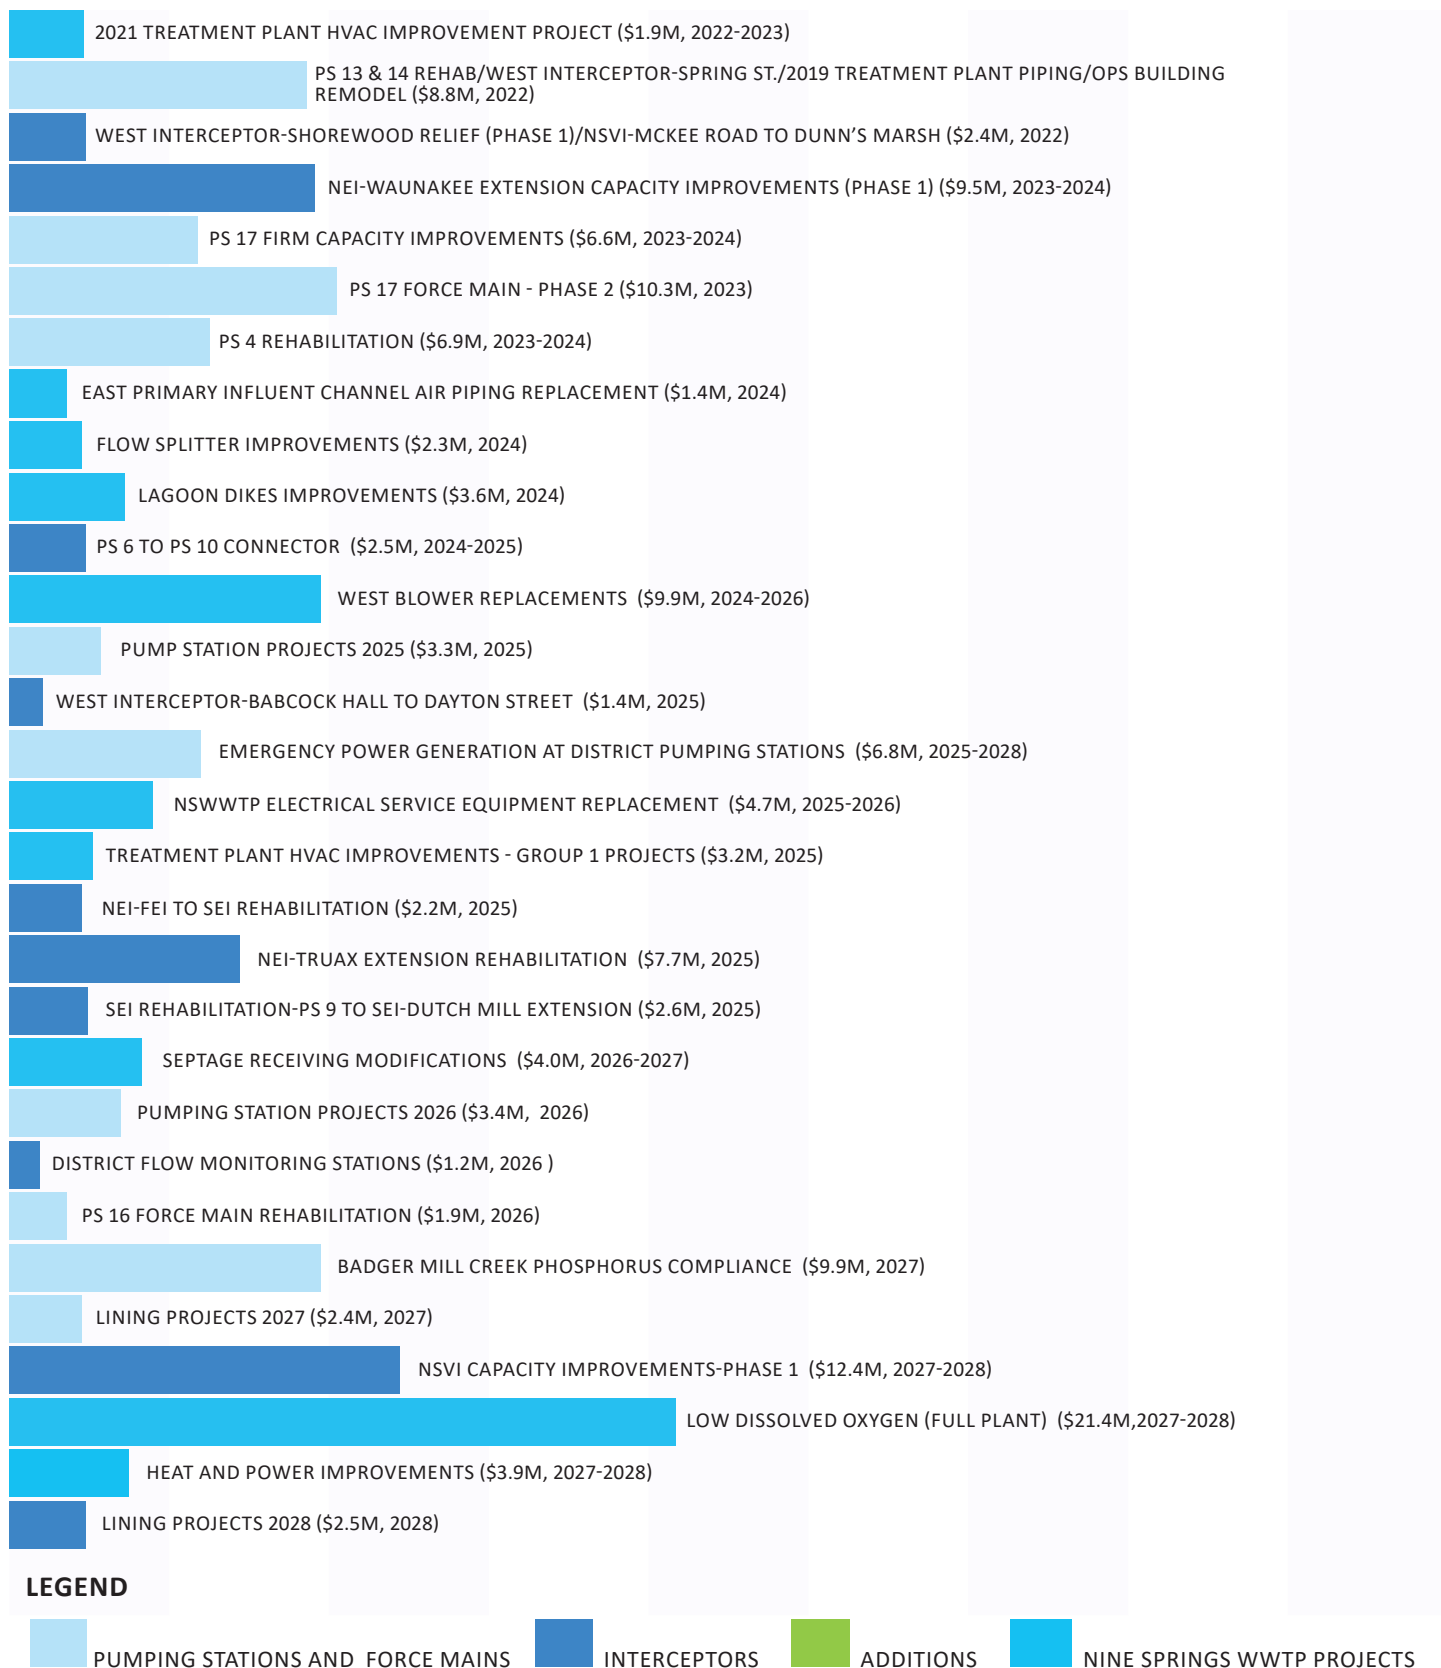 2021 TREATMENT PLANT HVAC IMPROVEMENT PROJECT ($1.9M, 2022-2023)
PS 13 & 14 REHAB/WEST INTERCEPTOR-SPRING ST./2019 TREATMENT PLANT PIPING/OPS BUILDING
REMODEL ($8.8M, 2022)
WEST INTERCEPTOR-SHOREWOOD RELIEF (PHASE 1)/NSVI-MCKEE ROAD TO DUNN’S MARSH ($2.4M, 2022)
NEI-WAUNAKEE EXTENSION CAPACITY IMPROVEMENTS (PHASE 1) ($9.5M, 2023-2024)
PS 17 FIRM CAPACITY IMPROVEMENTS ($6.6M, 2023-2024)
PS 17 FORCE MAIN - PHASE 2 ($10.3M, 2023)
PS 4 REHABILITATION ($6.9M, 2023-2024)
EAST PRIMARY INFLUENT CHANNEL AIR PIPING REPLACEMENT ($1.4M, 2024)
FLOW SPLITTER IMPROVEMENTS ($2.3M, 2024)
LAGOON DIKES IMPROVEMENTS ($3.6M, 2024)
PS 6 TO PS 10 CONNECTOR ($2.5M, 2024-2025)
WEST BLOWER REPLACEMENTS ($9.9M, 2024-2026)
PUMP STATION PROJECTS 2025 ($3.3M, 2025)
WEST INTERCEPTOR-BABCOCK HALL TO DAYTON STREET ($1.4M, 2025)
EMERGENCY POWER GENERATION AT DISTRICT PUMPING STATIONS ($6.8M, 2025-2028)
NSWWTP ELECTRICAL SERVICE EQUIPMENT REPLACEMENT ($4.7M, 2025-2026)
TREATMENT PLANT HVAC IMPROVEMENTS - GROUP 1 PROJECTS ($3.2M, 2025)
NEI-FEI TO SEI REHABILITATION ($2.2M, 2025)
NEI-TRUAX EXTENSION REHABILITATION ($7.7M, 2025)
SEI REHABILITATION-PS 9 TO SEI-DUTCH MILL EXTENSION ($2.6M, 2025)
SEPTAGE RECEIVING MODIFICATIONS ($4.0M, 2026-2027)
PUMPING STATION PROJECTS 2026 ($3.4M, 2026)
DISTRICT FLOW MONITORING STATIONS ($1.2M, 2026 )
PS 16 FORCE MAIN REHABILITATION ($1.9M, 2026)
BADGER MILL CREEK PHOSPHORUS COMPLIANCE ($9.9M, 2027)
LINING PROJECTS 2027 ($2.4M, 2027)
NSVI CAPACITY IMPROVEMENTS-PHASE 1 ($12.4M, 2027-2028)
LOW DISSOLVED OXYGEN (FULL PLANT) ($21.4M,2027-2028)
HEAT AND POWER IMPROVEMENTS ($3.9M, 2027-2028)
LINING PROJECTS 2028 ($2.5M, 2028)
LEGEND
PUMPING STATIONS AND FORCE MAINS INTERCEPTORS ADDITIONS NINE SPRINGS WWTP PROJECTS